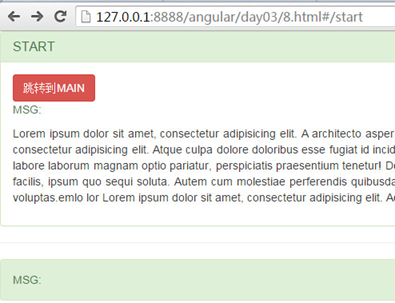 127.0.0.1:8888/angular/day03/8.html#/start
START
跳转到MAIN
MSG:
Lorem ipsum dolor sit amet, consectetur adipisicing elit. A architecto asper
consectetur adipisicing elit. Atque culpa dolore doloribus esse fugiat id incid
labore laborum magnam optio pariatur, perspiciatis praesentium tenetur! De
facilis, ipsum quo sequi soluta. Autem cum molestiae perferendis quibusda
voluptas.emlo lor Lorem ipsum dolor sit amet, consectetur adipisicing elit. Ac
MSG: